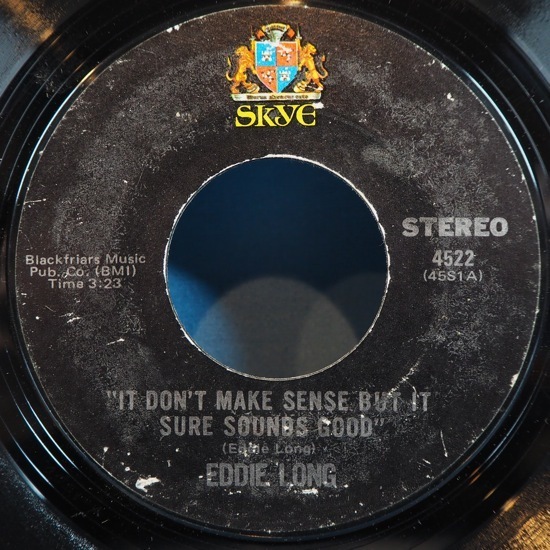 SKYE
STEREO
4522
(45S1A)
Blackfriars Music
Pub. Co. (BMI)
Time 3:23
"IT DON'T MAKE SENSE BUT IT
SURE SOUNDS GOOD"
(Eddie Long)
EDDIE LONG